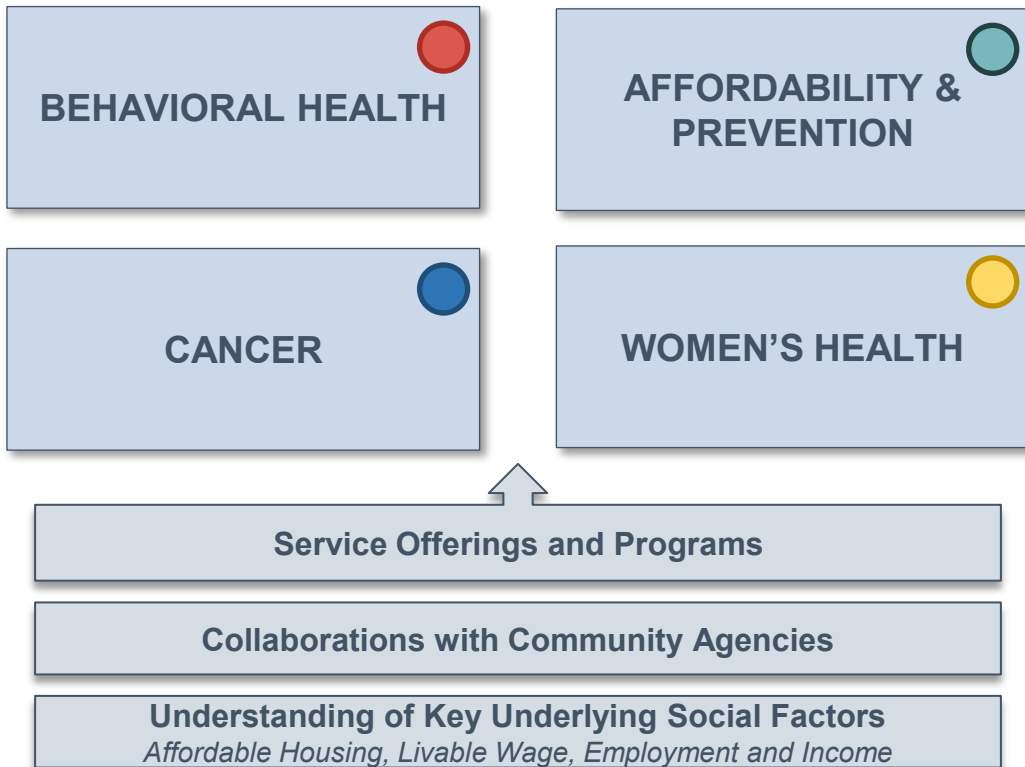 BEHAVIORAL HEALTH
AFFORDABILITY &
PREVENTION
CANCER
WOMEN’S HEALTH
Service Offerings and Programs
Collaborations with Community Agencies
Understanding of Key Underlying Social Factors
Affordable Housing, Livable Wage, Employment and Income